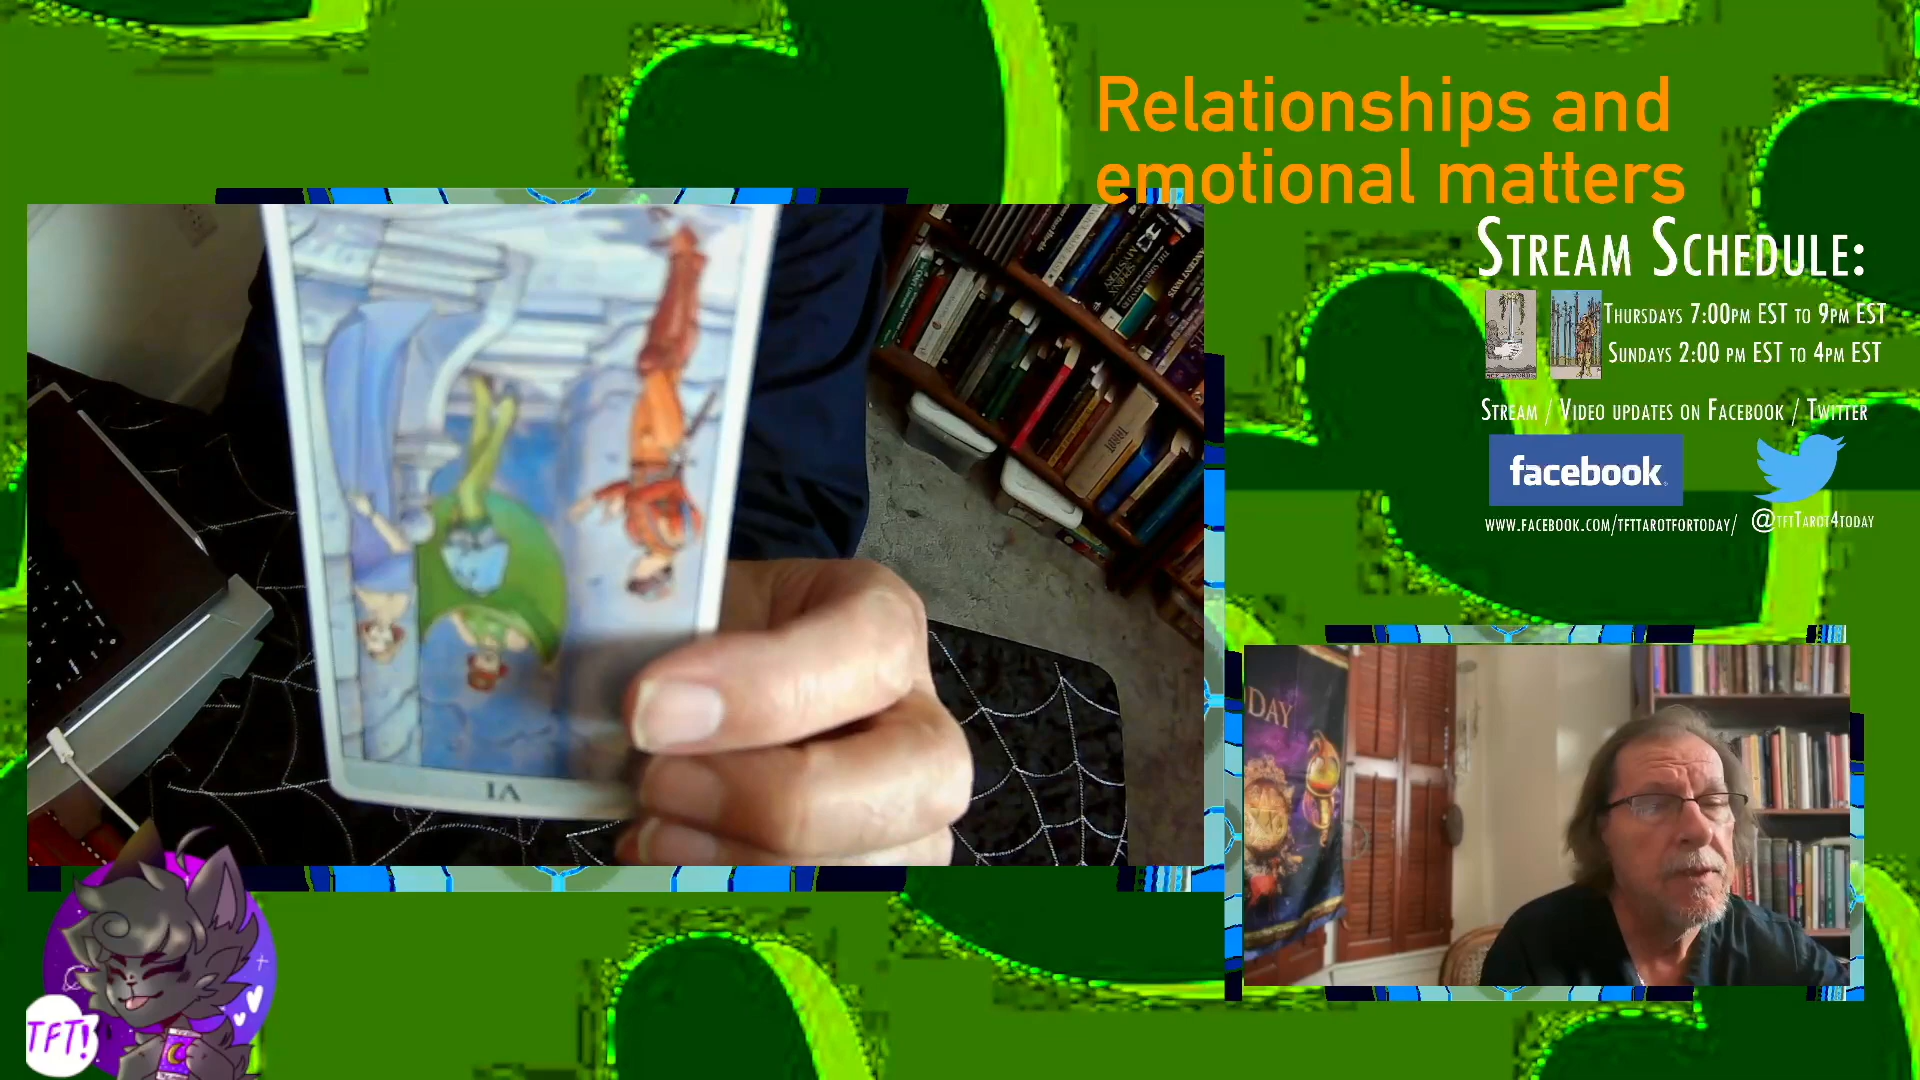 Relationships and
emotional matters
Stream Schedule:
Thursdays 7:00pm EST to 9pm EST
Sundays 2:00 pm EST to 4pm EST
Stream / Video updates on Facebook / Twitter
facebook
www.facebook.com/tfttarotfortoday/
@tftTarot4today
VI
DAY
TAROT
TFT!